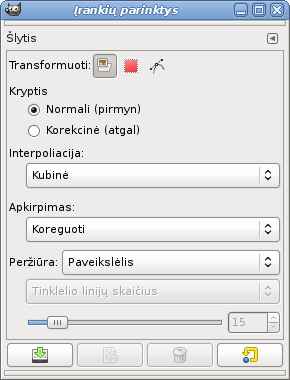 Įrankių parinktys
Šlytis
Transformuoti:
Kryptis
Normali (pirmyn)
Korekcinė (atgal)
Interpoliacija:
Kubinė
Apkirpimas:
Koreguoti
Peržiūra: Paveikslėlis
Tinklelio linijų skaičius
15